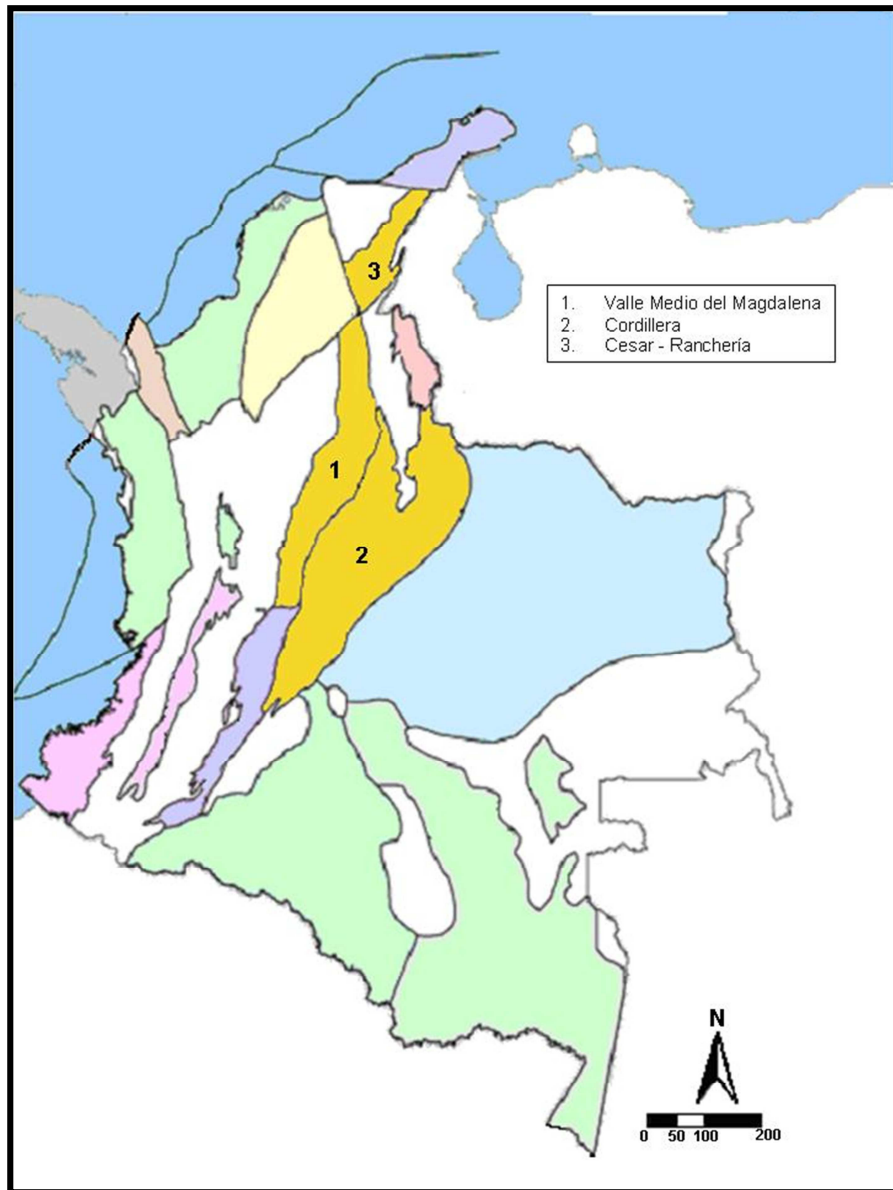 3
1. Valle Medio del Magdalena
2. Cordillera
3. Cesar - Ranchería
1
2
N
0 50 100 200